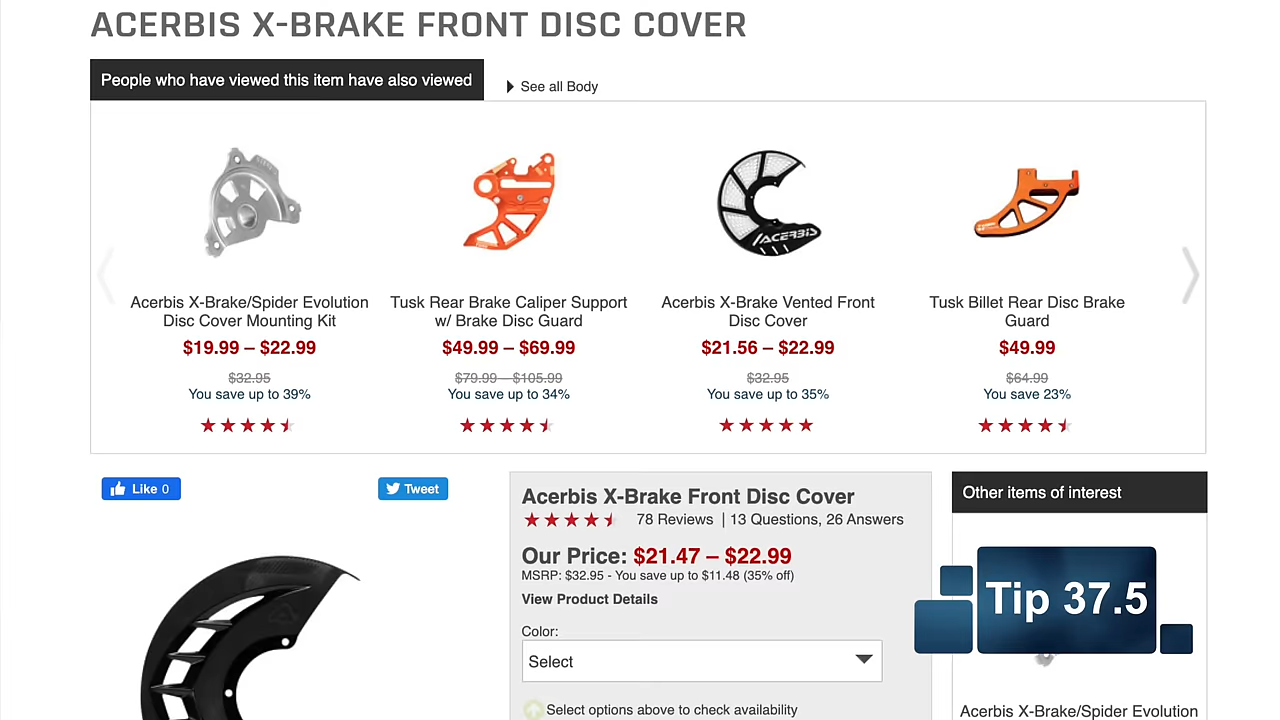 ACERBIS X-BRAKE FRONT DISC COVER
People who have viewed this item have also viewed
See all Body
ACERBIS
Acerbis X-Brake/Spider Evolution
Disc Cover Mounting Kit
$19.99 – $22.99
$32.95
You save up to 39%
Tusk Rear Brake Caliper Support
w/ Brake Disc Guard
$49.99 – $69.99
$79.99 – $105.99
You save up to 34%
Acerbis X-Brake Vented Front
Disc Cover
$21.56 – $22.99
$32.95
You save up to 35%
Tusk Billet Rear Disc Brake
Guard
$49.99
$64.99
You save 23%
Like 0
Tweet
Acerbis X-Brake Front Disc Cover
78 Reviews | 13 Questions, 26 Answers
Our Price: $21.47 – $22.99
MSRP: $32.95 - You save up to $11.48 (35% off)
View Product Details
Color:
Select
Select options above to check availability
Other items of interest
Tip 37.5
Acerbis X-Brake/Spider Evolution